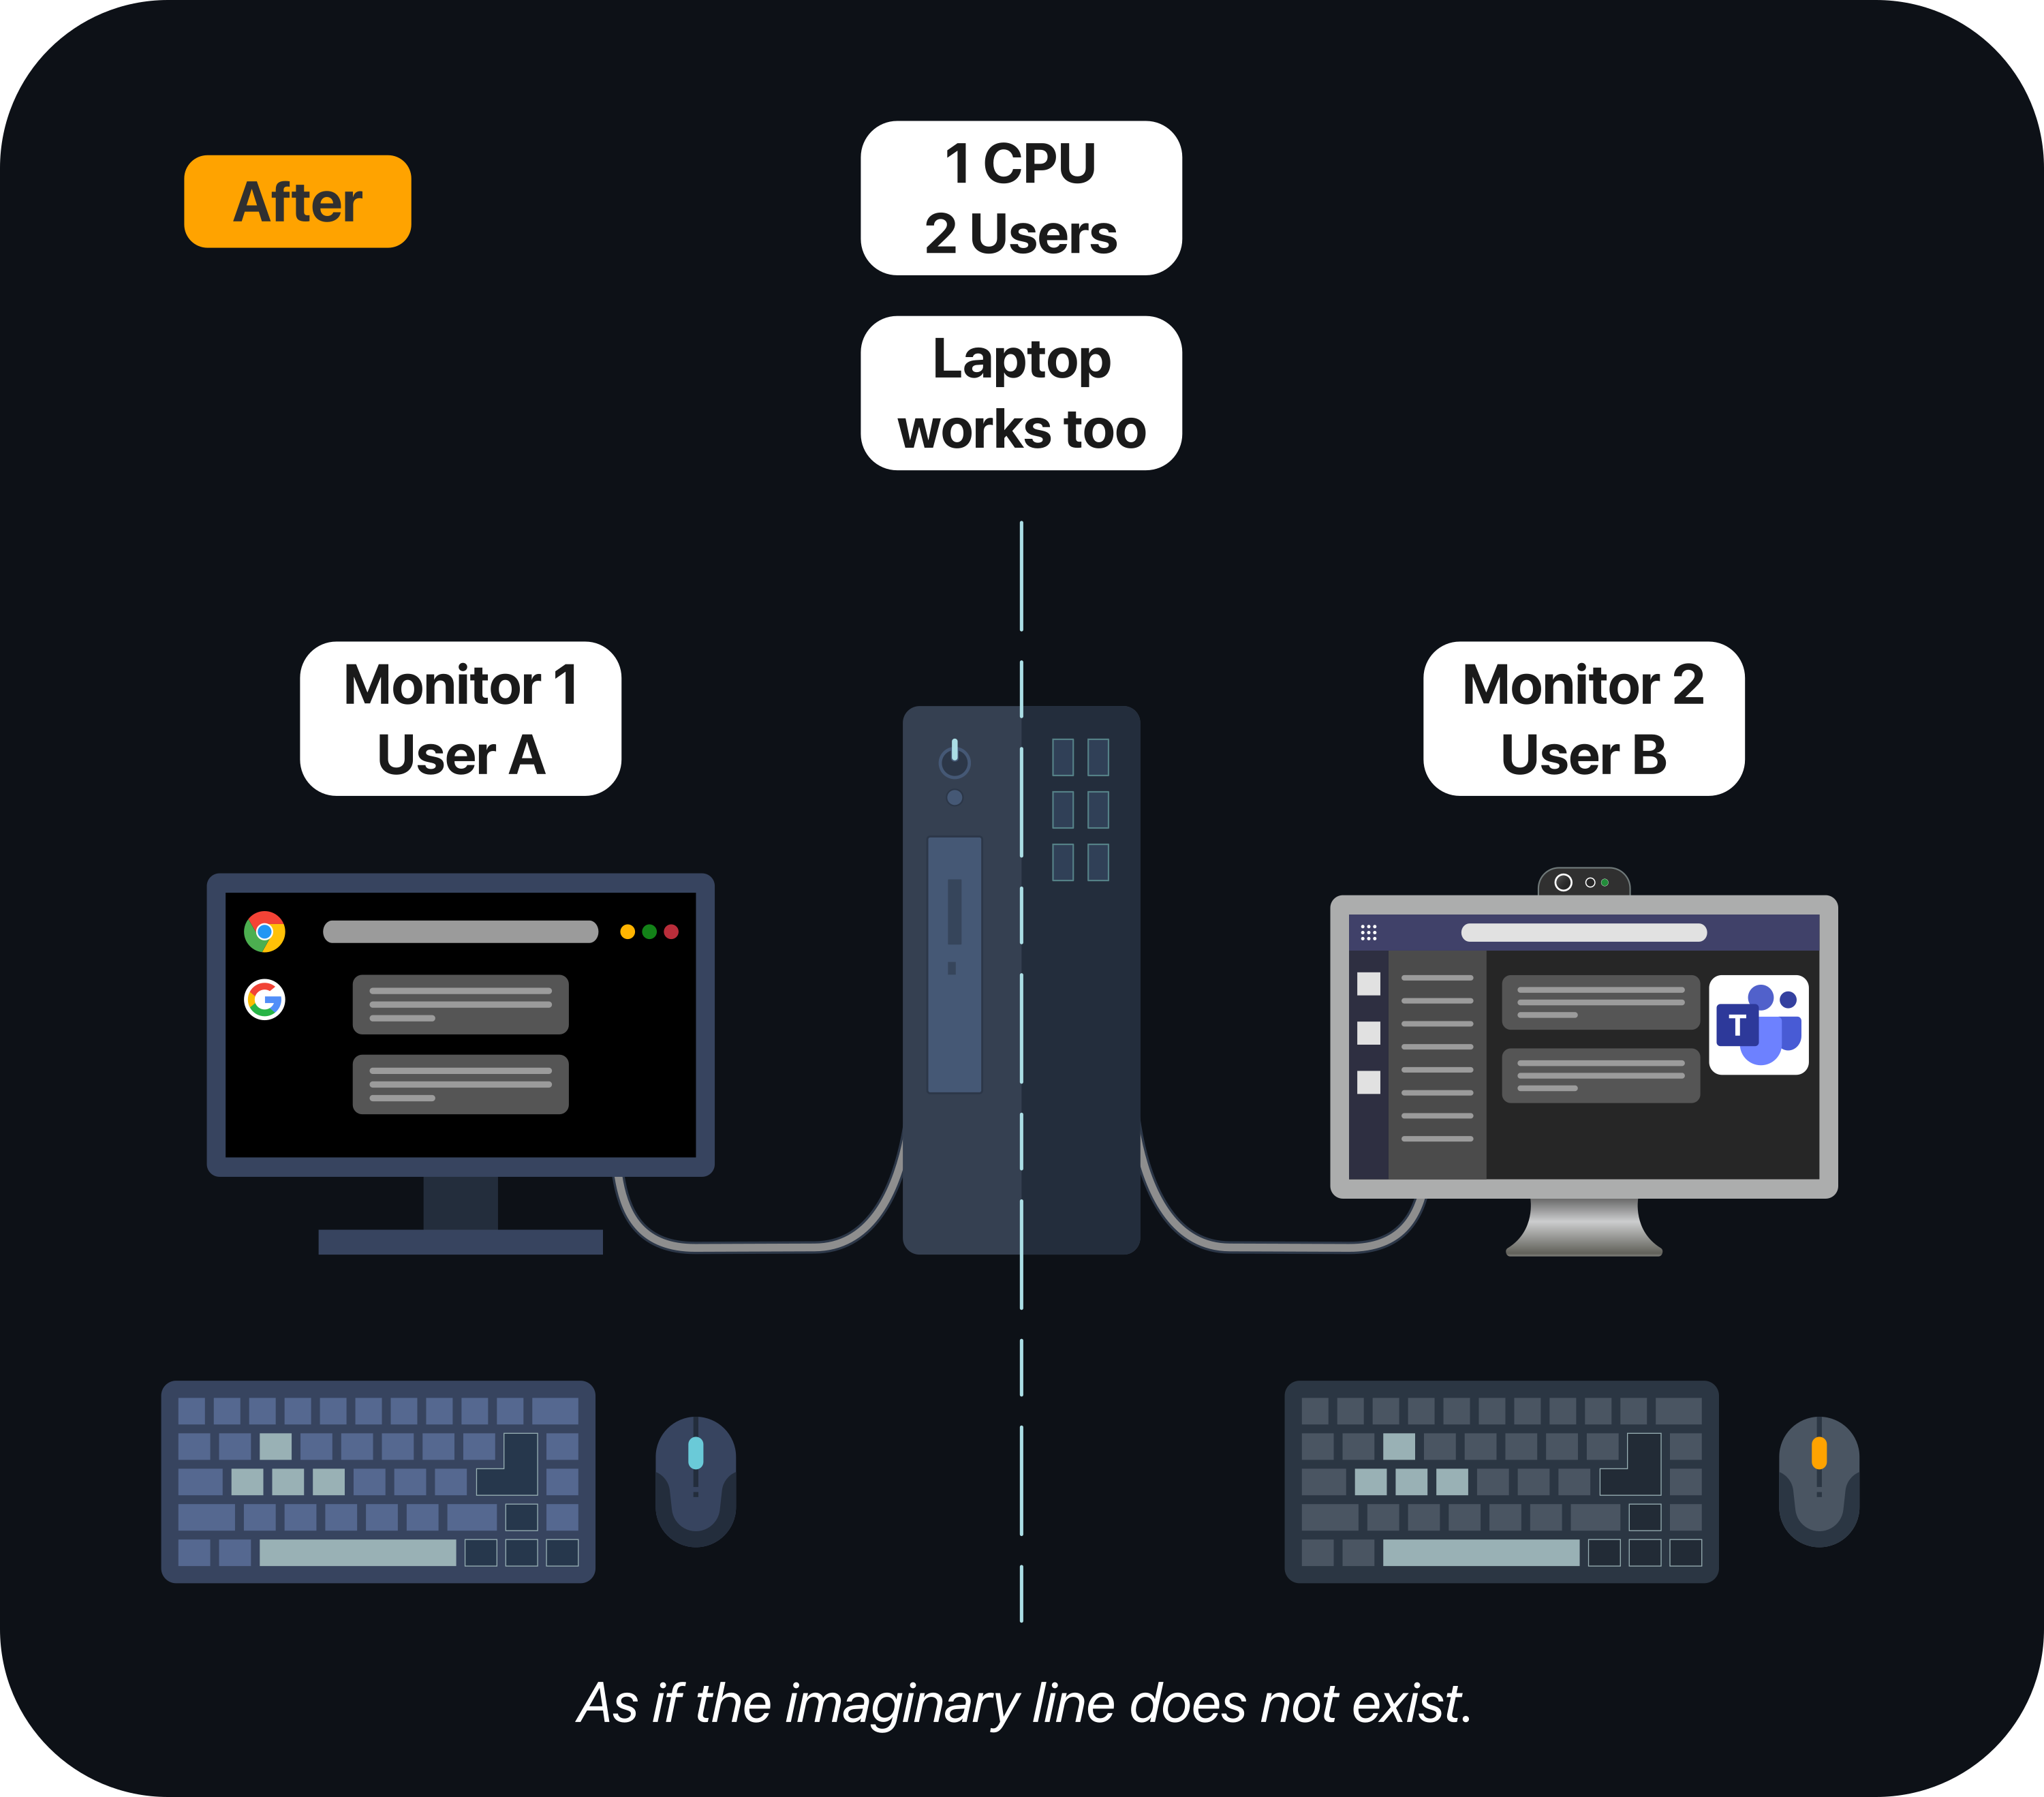 After
1 CPU
2 Users
Laptop
works too
Monitor 1
User A
Monitor 2
User B
G
T
As if the imaginary line does not exist.